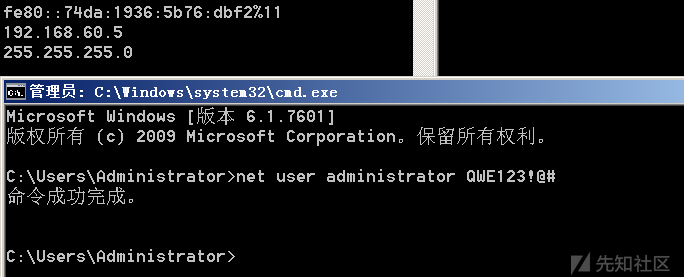 fe80::74da:1936:5b76:dbf2%11
192.168.60.5
255.255.255.0
管理员: C:\Windows\system32\cmd.exe
Microsoft Windows [版本 6.1.7601]
版权所有 (c) 2009 Microsoft Corporation。保留所有权利。
C:\Users\Administrator>net user administrator QWE123!@#
命令成功完成。
C:\Users\Administrator>
先知社区